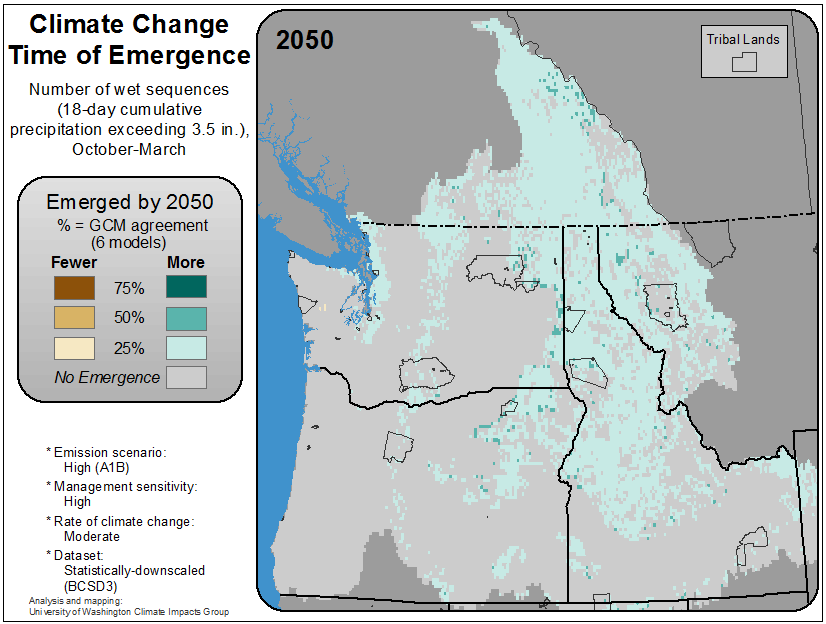 Climate Change
Time of Emergence
Number of wet sequences
(18-day cumulative
precipitation exceeding 3.5 in.),
October-March
Emerged by 2050
% = GCM agreement
(6 models)
Fewer More
75%
50%
25%
No Emergence
* Emission scenario:
High (A1B)
* Management sensitivity:
High
* Rate of climate change:
Moderate
* Dataset:
Statistically-downscaled
(BCSD3)
Analysis and mapping:
University of Washington Climate Impacts Group
2050
Tribal Lands